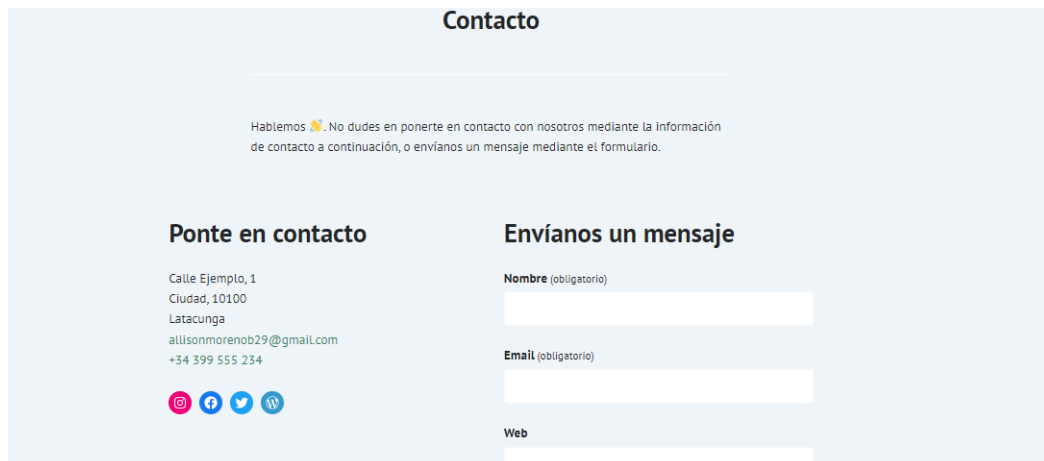 Contacto
Hablemos 👋. No dudes en ponerte en contacto con nosotros mediante la información
de contacto a continuación, o envíanos un mensaje mediante el formulario.
Ponte en contacto
Calle Ejemplo, 1
Ciudad, 10100
Latacunga
allisonmorenob29@gmail.com
+34 399 555 234
Envíanos un mensaje
Nombre (obligatorio)
Email (obligatorio)
Web